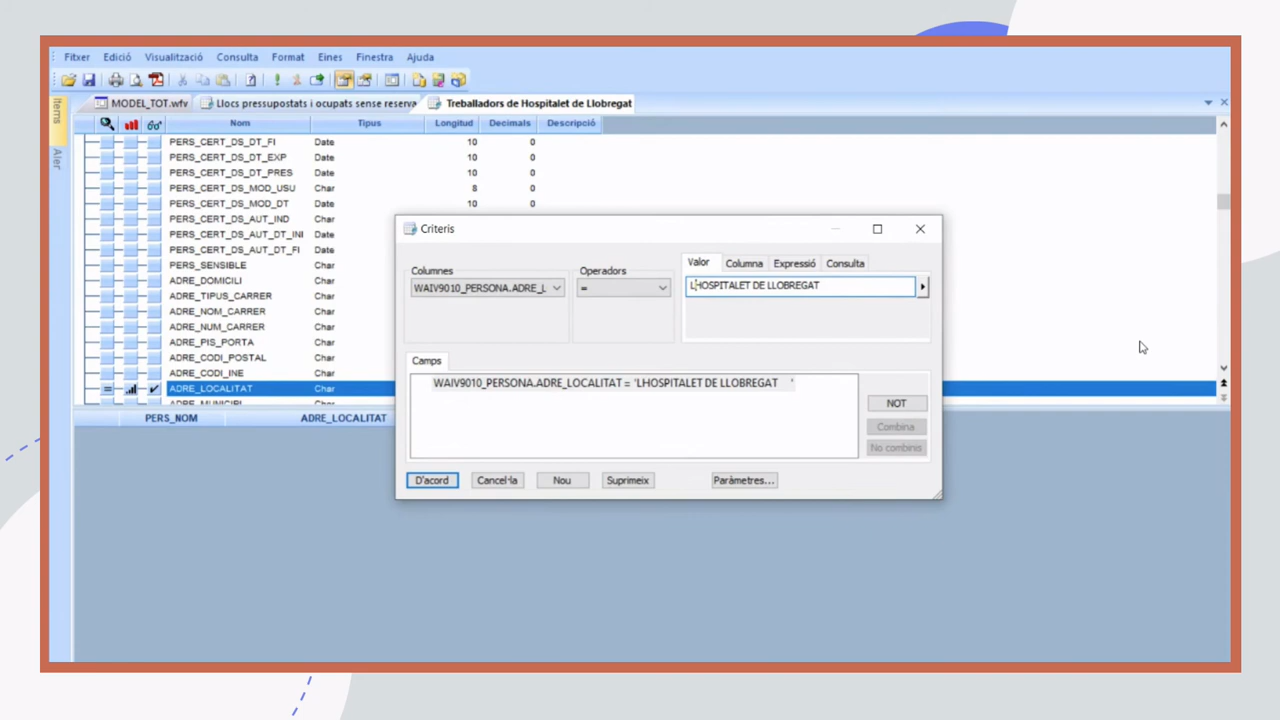 Fitxer Edició Visualització Consulta Format Eines Finestra Ajuda
Ítems
Aler
MODEL_TOT.wfv Llocs pressupostats i ocupats sense reserva Treballadors de Hospitalet de Llobregat
Nom Tipus Longitud Decimals Descripció
PERS_CERT_DS_DT_FI Date 10 0
PERS_CERT_DS_DT_EXP Date 10 0
PERS_CERT_DS_DT_PRES Date 10 0
PERS_CERT_DS_MOD_USU Char 8 0
PERS_CERT_DS_MOD_DT Date 10 0
PERS_CERT_DS_AUT_IND Char
PERS_CERT_DS_AUT_DT_INI Date
PERS_CERT_DS_AUT_DT_FI Date
PERS_SENSIBLE Char
ADRE_DOMICILI Char
ADRE_TIPUS_CARRER Char
ADRE_NOM_CARRER Char
ADRE_NUM_CARRER Char
ADRE_PIS_PORTA Char
ADRE_CODI_POSTAL Char
ADRE_CODI_INE Char
= ADRE_LOCALITAT Char
ADRE_MUNICIPI Char
PERS_NOM ADRE_LOCALITAT
Criteris
Columnes Operadors Valor Columna Expressió Consulta
WAIV9010_PERSONA.ADRE_L = LHOSPITALET DE LLOBREGAT
Camps
WAIV9010_PERSONA.ADRE_LOCALITAT = 'LHOSPITALET DE LLOBREGAT '
NOT
Combina
No combinis
D'acord Cancel·la Nou Suprimeix Paràmetres...